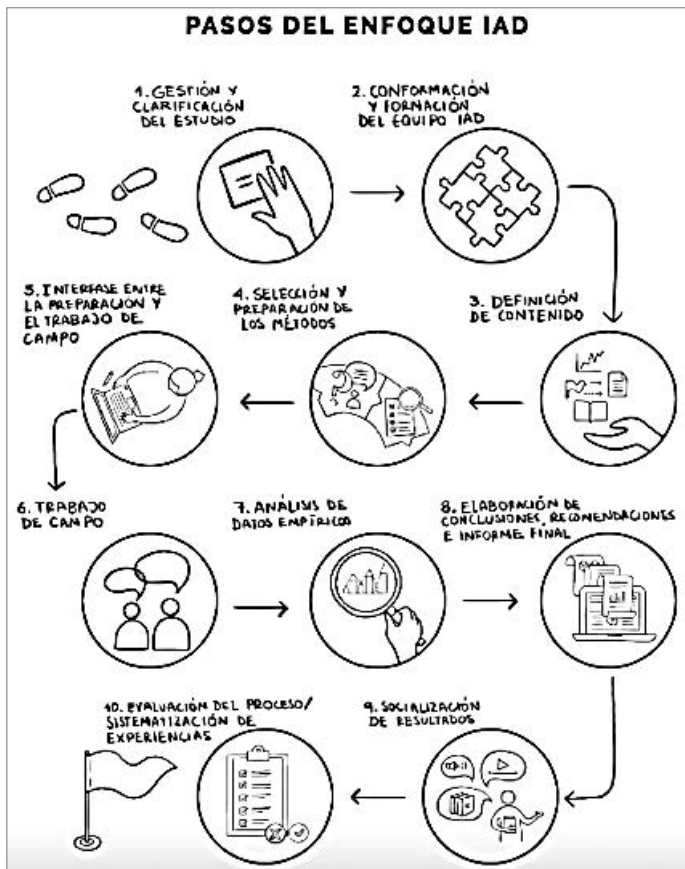 PASOS DEL ENFOQUE IAD
1. GESTIÓN Y
CLARIFICACIÓN
DEL ESTUDIO
2. CONFORMACIÓN
Y FORMACIÓN
DEL EQUIPO IAD
3. DEFINICIÓN
DE CONTENIDO
4. SELECCIÓN Y
PREPARACIÓN DE
LOS MÉTODOS
5. INTERFASE ENTRE
LA PREPARACIÓN Y
EL TRABAJO DE
CAMPO
6. TRABAJO
DE CAMPO
7. ANÁLISIS DE
DATOS EMPÍRICOS
8. ELABORACIÓN DE
CONCLUSIONES, RECOMENDACIONES
E INFORME FINAL
9. SOCIALIZACIÓN
DE RESULTADOS
10. EVALUACIÓN DEL PROCESO/
SISTEMATIZACIÓN DE
EXPERIENCIAS